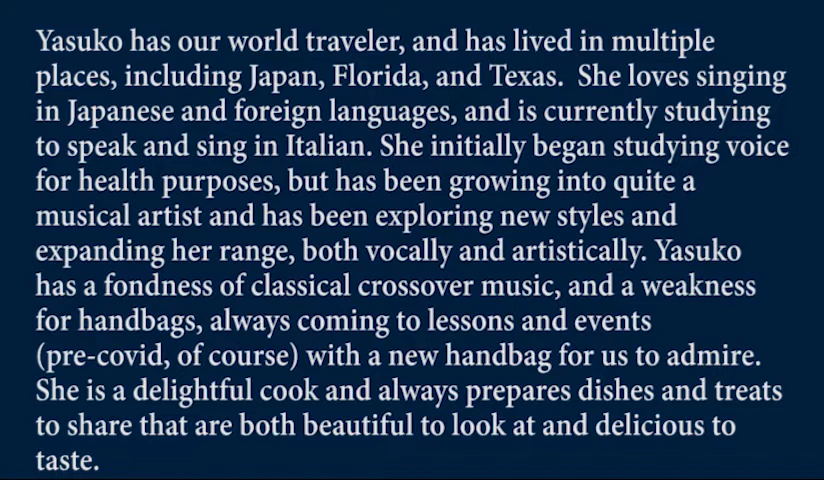 Yasuko has our world traveler, and has lived in multiple
places, including Japan, Florida, and Texas.  She loves singing
in Japanese and foreign languages, and is currently studying
to speak and sing in Italian. She initially began studying voice
for health purposes, but has been growing into quite a
musical artist and has been exploring new styles and
expanding her range, both vocally and artistically. Yasuko
has a fondness of classical crossover music, and a weakness
for handbags, always coming to lessons and events
(pre-covid, of course) with a new handbag for us to admire.
She is a delightful cook and always prepares dishes and treats
to share that are both beautiful to look at and delicious to
taste.